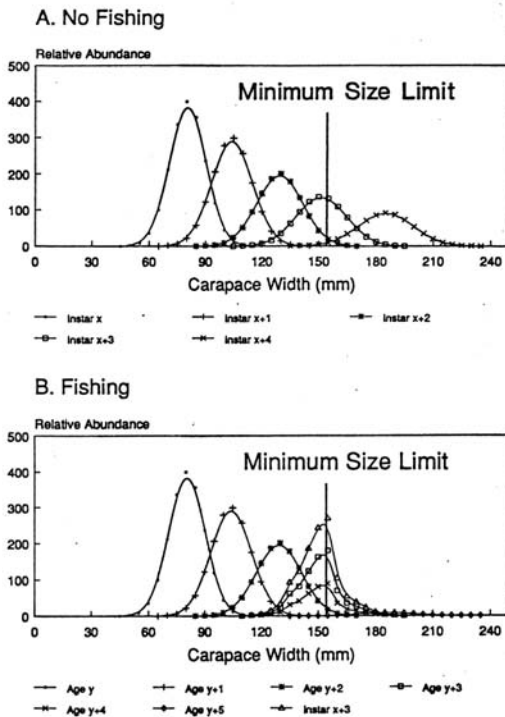 A. No Fishing
Relative Abundance
500
Minimum Size Limit
400
300
200
100
0
0 30 60 90 120 150 180 210 240
Carapace Width (mm)
Instar x Instar x+1 Instar x+2
Instar x+3 Instar x+4
B. Fishing
Relative Abundance
500
Minimum Size Limit
400
300
200
100
0
0 30 60 90 120 150 180 210 240
Carapace Width (mm)
Age y Age y+1 Age y+2 Age y+3
Age y+4 Age y+5 Instar x+3